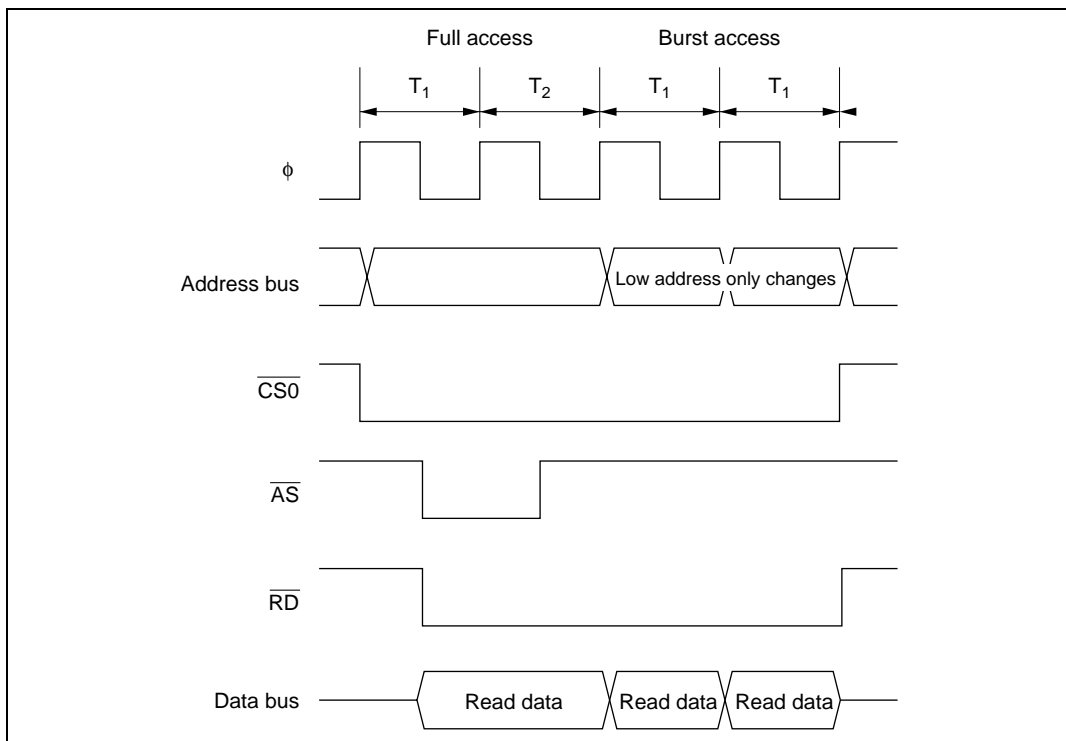 Full access Burst access
T1 T2 T1 T1
ϕ
Address bus Low address only changes
CS0
AS
RD
Data bus Read data Read data Read data